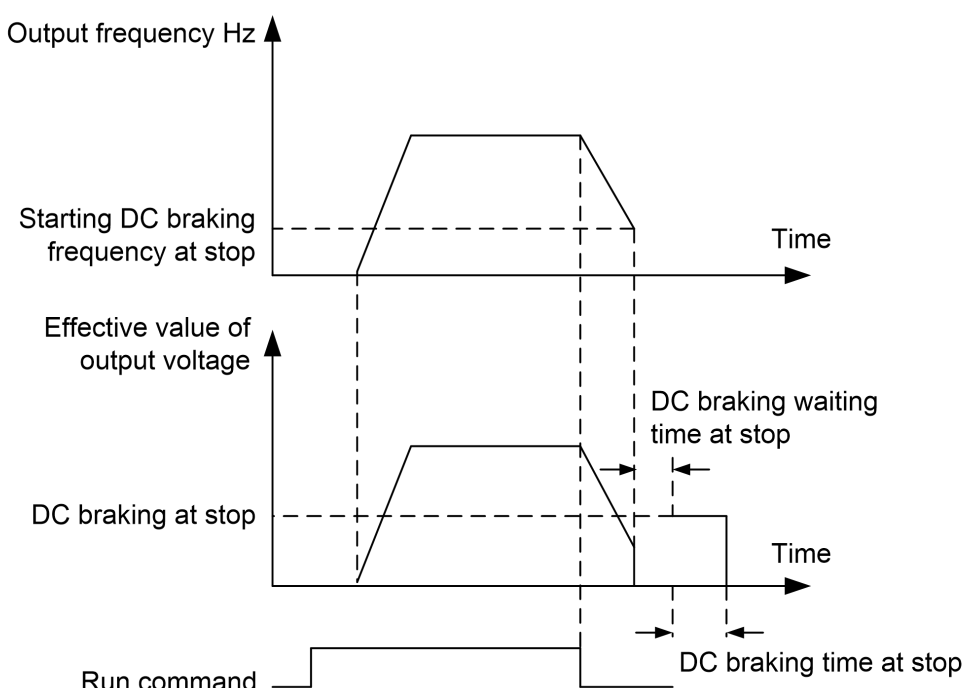 Output frequency Hz
Starting DC braking
frequency at stop
Time
Effective value of
output voltage
DC braking waiting
time at stop
DC braking at stop
Time
DC braking time at stop
Run command